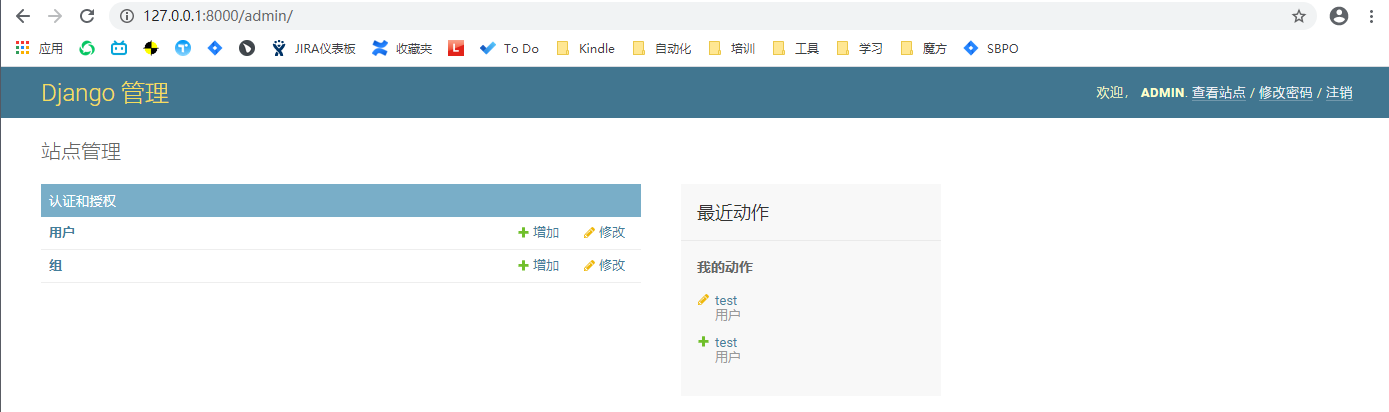 127.0.0.1:8000/admin/
应用 JIRA仪表板 收藏夹 L To Do Kindle 自动化 培训 工具 学习 魔方 SBPO
Django 管理
欢迎， ADMIN. 查看站点 / 修改密码 / 注销
站点管理
认证和授权
用户 增加 修改
组 增加 修改
最近动作
我的动作
test
用户
test
用户